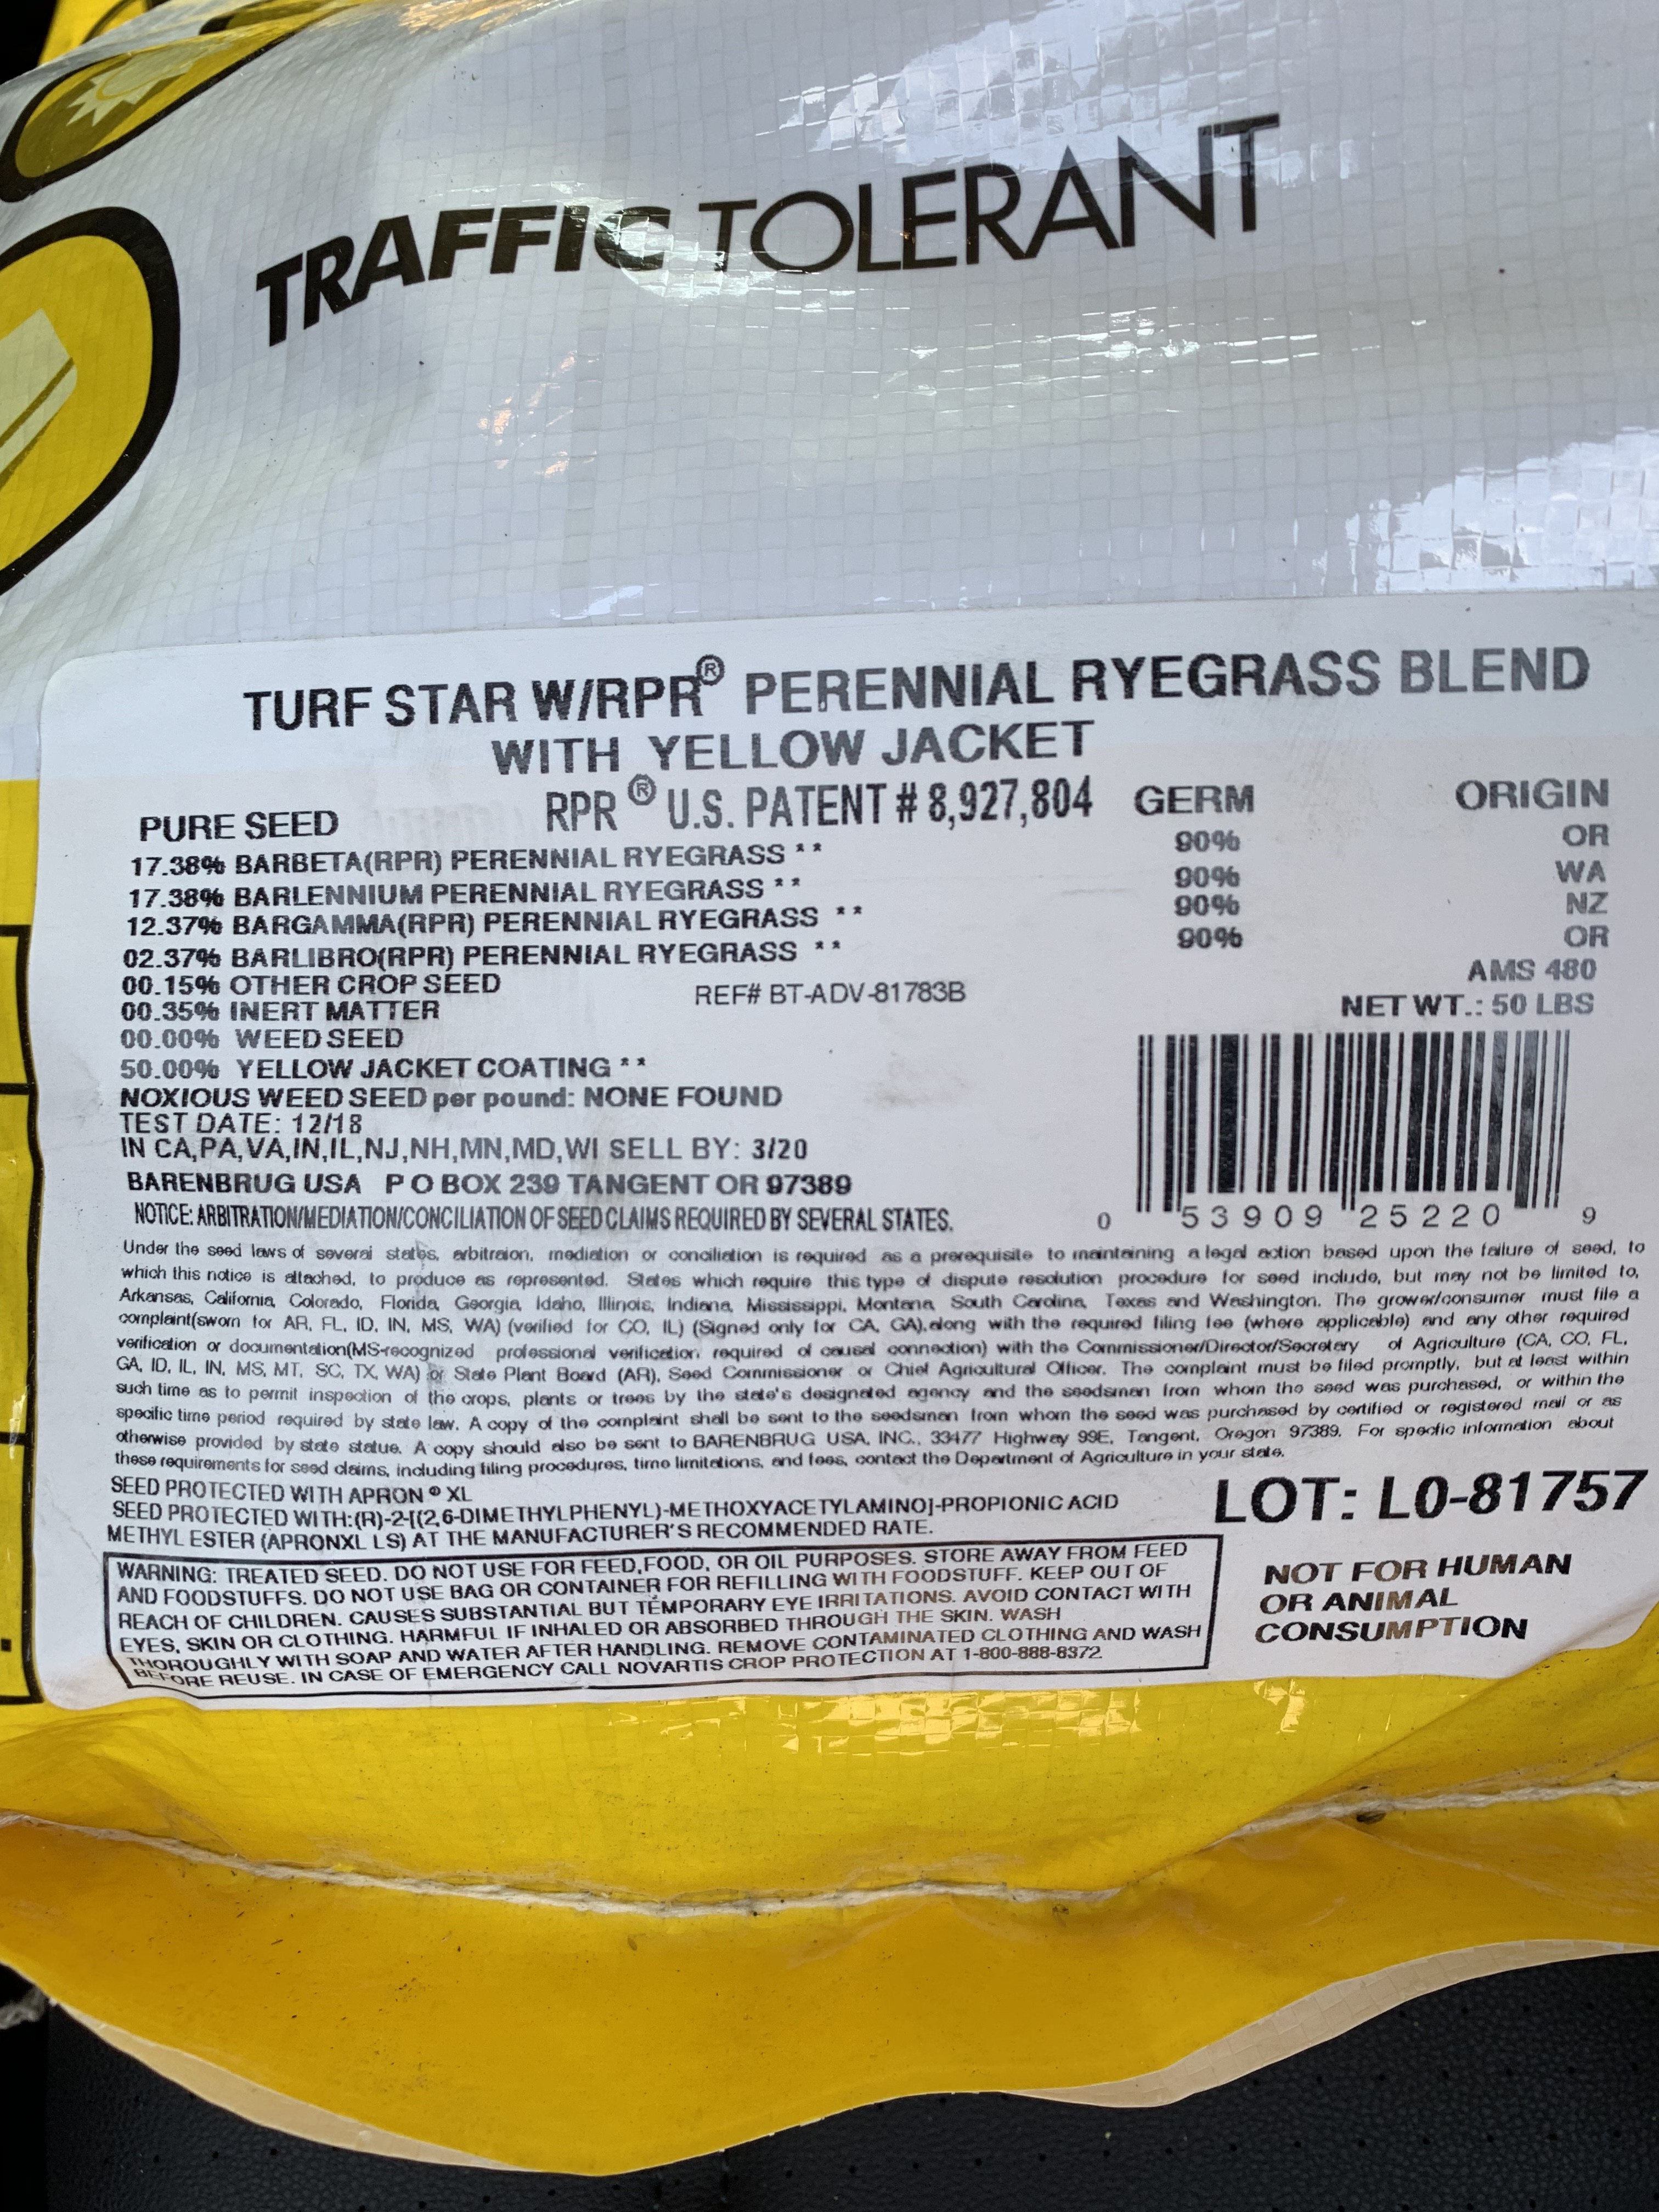 TRAFFIC TOLERANT
TURF STAR W/RPR® PERENNIAL RYEGRASS BLEND
WITH YELLOW JACKET
PURE SEED RPR® U.S. PATENT # 8,927,804 GERM ORIGIN
17.38% BARBETA(RPR) PERENNIAL RYEGRASS ** 90% OR
17.38% BARLENNIUM PERENNIAL RYEGRASS ** 90% WA
12.37% BARGAMMA(RPR) PERENNIAL RYEGRASS ** 90% NZ
02.37% BARLIBRO(RPR) PERENNIAL RYEGRASS ** 90% OR
00.15% OTHER CROP SEED AMS 480
00.35% INERT MATTER REF# BT-ADV-81783B NET WT.: 50 LBS
00.00% WEED SEED
50.00% YELLOW JACKET COATING **
NOXIOUS WEED SEED per pound: NONE FOUND
TEST DATE: 12/18
IN CA,PA,VA,IN,IL,NJ,NH,MN,MD,WI SELL BY: 3/20
BARENBRUG USA P O BOX 239 TANGENT OR 97389
NOTICE: ARBITRATION/MEDIATION/CONCILIATION OF SEED CLAIMS REQUIRED BY SEVERAL STATES.
0 53909 25220 9
Under the seed laws of several states, arbitraion, mediation or conciliation is required as a prerequisite to maintaining a legal action based upon the failure of seed, to
which this notice is attached, to produce as represented. States which require this type of dispute resolution procedure for seed include, but may not be limited to,
Arkansas, California, Colorado, Florida, Georgia, Idaho, Illinois, Indiana, Mississippi, Montana, South Carolina, Texas and Washington. The grower/consumer must file a
complaint(sworn for AR, FL, ID, IN, MS, WA) (verified for CO, IL) (Signed only for CA, GA),along with the required filing fee (where applicable) and any other required
verification or documentation(MS-recognized professional verification required of causal connection) with the Commissioner/Director/Secretary of Agriculture (CA, CO, FL,
GA, ID, IL, IN, MS, MT, SC, TX, WA) or State Plant Board (AR), Seed Commissioner or Chief Agricultural Officer. The complaint must be filed promptly, but at least within
such time as to permit inspection of the crops, plants or trees by the state's designated agency and the seedsman from whom the seed was purchased, or within the
specific time period required by state law. A copy of the complaint shall be sent to the seedsman from whom the seed was purchased by certified or registered mail or as
otherwise provided by state statue. A copy should also be sent to BARENBRUG USA, INC., 33477 Highway 99E, Tangent, Oregon 97389. For specfic information about
these requirements for seed claims, including filing procedures, time limitations, and fees, contact the Department of Agriculture in your state.
SEED PROTECTED WITH APRON® XL
SEED PROTECTED WITH:(R)-2-[(2,6-DIMETHYLPHENYL)-METHOXYACETYLAMINO]-PROPIONIC ACID
METHYL ESTER (APRONXL LS) AT THE MANUFACTURER'S RECOMMENDED RATE.
LOT: L0-81757
WARNING: TREATED SEED. DO NOT USE FOR FEED,FOOD, OR OIL PURPOSES. STORE AWAY FROM FEED
AND FOODSTUFFS. DO NOT USE BAG OR CONTAINER FOR REFILLING WITH FOODSTUFF. KEEP OUT OF
REACH OF CHILDREN. CAUSES SUBSTANTIAL BUT TEMPORARY EYE IRRITATIONS. AVOID CONTACT WITH
EYES, SKIN OR CLOTHING. HARMFUL IF INHALED OR ABSORBED THROUGH THE SKIN. WASH
THOROUGHLY WITH SOAP AND WATER AFTER HANDLING. REMOVE CONTAMINATED CLOTHING AND WASH
BEFORE REUSE. IN CASE OF EMERGENCY CALL NOVARTIS CROP PROTECTION AT 1-800-888-8372.
NOT FOR HUMAN
OR ANIMAL
CONSUMPTION